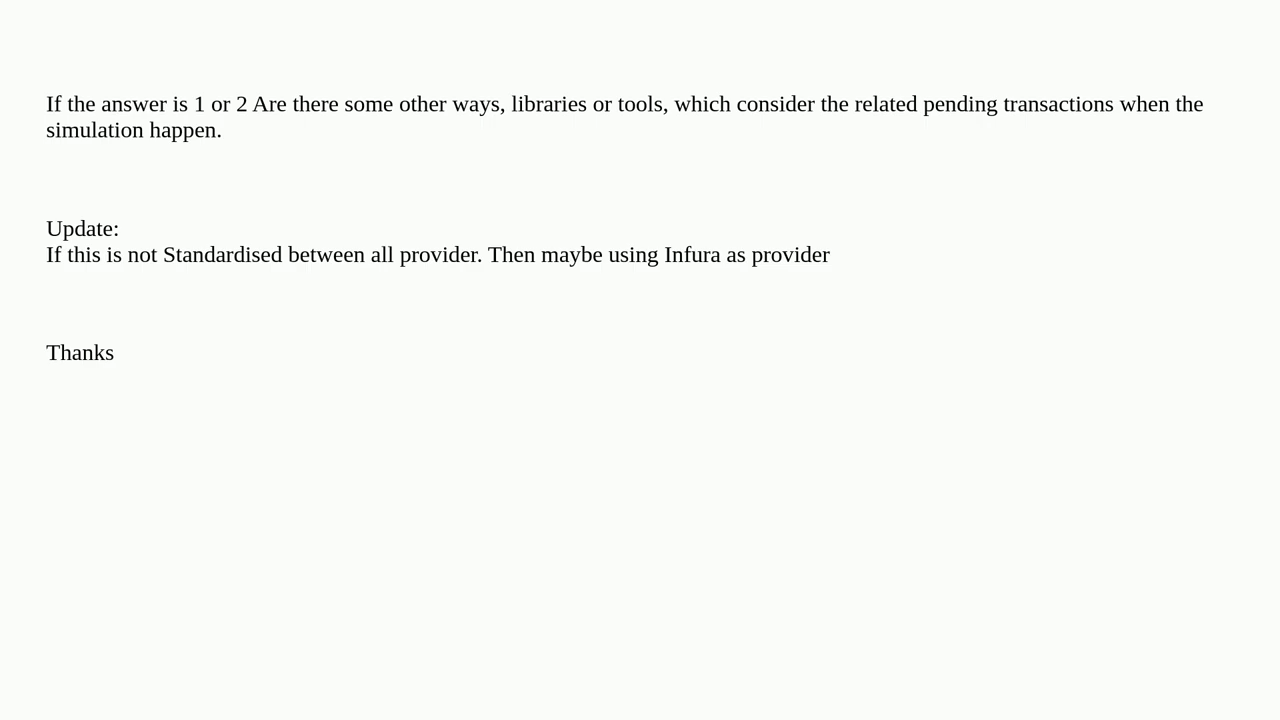 If the answer is 1 or 2 Are there some other ways, libraries or tools, which consider the related pending transactions when the
simulation happen.
Update:
If this is not Standardised between all provider. Then maybe using Infura as provider
Thanks